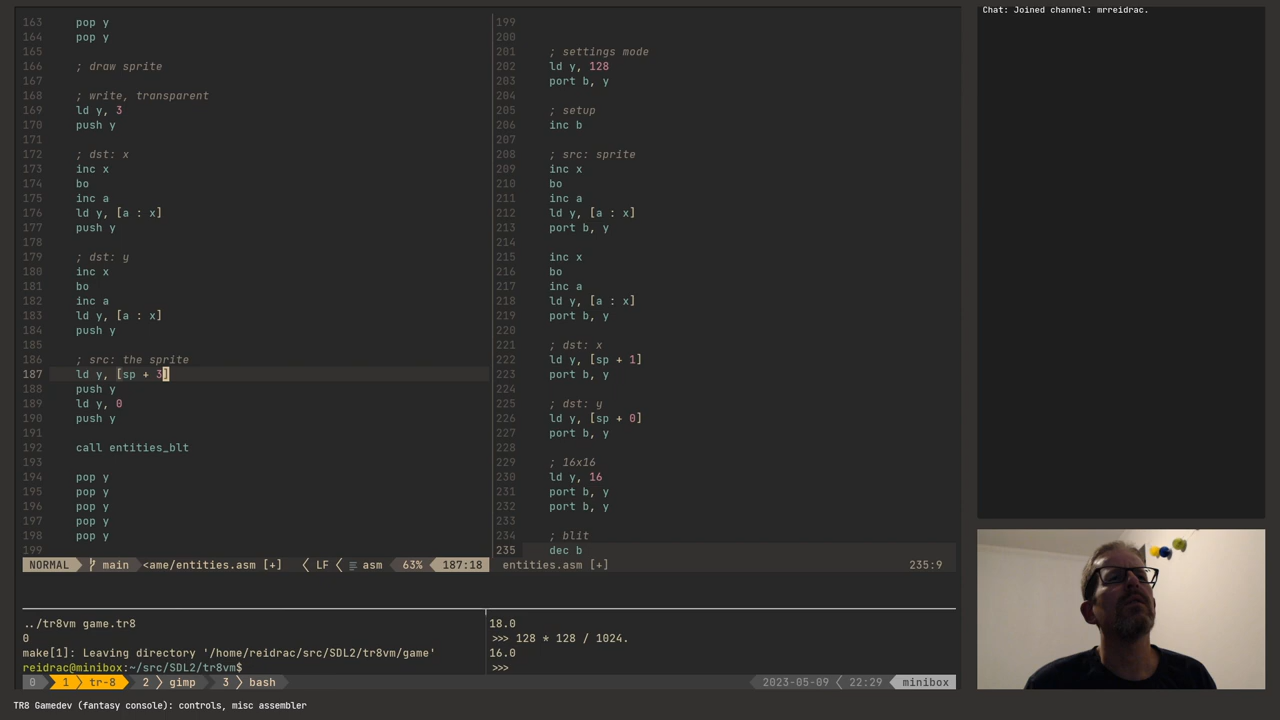 163 pop y
164 pop y
165
166 ; draw sprite
167
168 ; write, transparent
169 ld y, 3
170 push y
171
172 ; dst: x
173 inc x
174 bo
175 inc a
176 ld y, [a : x]
177 push y
178
179 ; dst: y
180 inc x
181 bo
182 inc a
183 ld y, [a : x]
184 push y
185
186 ; src: the sprite
187 ld y, [sp + 3]
188 push y
189 ld y, 0
190 push y
191
192 call entities_blt
193
194 pop y
195 pop y
196 pop y
197 pop y
198 pop y
199
NORMAL main <ame/entities.asm [+] LF asm 63% 187:18
199
200
201 ; settings mode
202 ld y, 128
203 port b, y
204
205 ; setup
206 inc b
207
208 ; src: sprite
209 inc x
210 bo
211 inc a
212 ld y, [a : x]
213 port b, y
214
215 inc x
216 bo
217 inc a
218 ld y, [a : x]
219 port b, y
220
221 ; dst: x
222 ld y, [sp + 1]
223 port b, y
224
225 ; dst: y
226 ld y, [sp + 0]
227 port b, y
228
229 ; 16x16
230 ld y, 16
231 port b, y
232 port b, y
233
234 ; blit
235 dec b
entities.asm [+] 235:9
../tr8vm game.tr8
0
make[1]: Leaving directory '/home/reidrac/src/SDL2/tr8vm/game'
reidrac@minibox:~/src/SDL2/tr8vm$
18.0
>>> 128 * 128 / 1024.
16.0
>>>
0 1 tr-8 2 gimp 3 bash 2023-05-09 22:29 minibox
TR8 Gamedev (fantasy console): controls, misc assembler
Chat: Joined channel: mrreidrac.